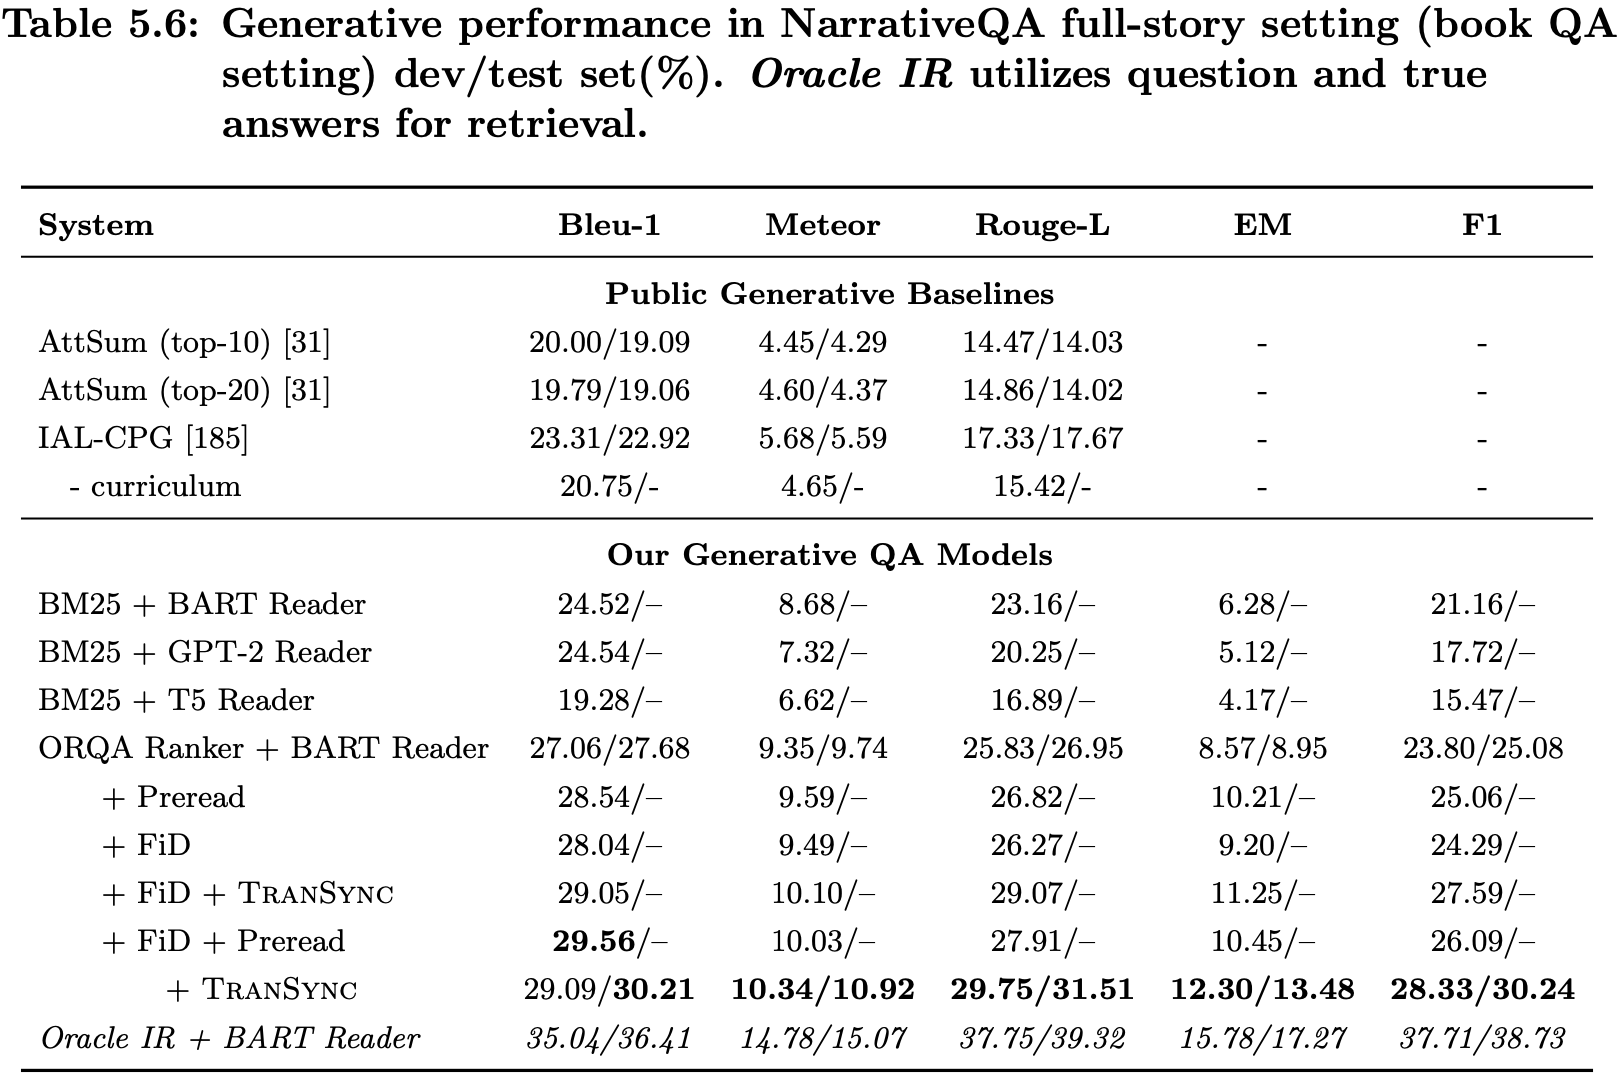 Table 5.6: Generative performance in NarrativeQA full-story setting (book QA
setting) dev/test set(%). Oracle IR utilizes question and true
answers for retrieval.
System Bleu-1 Meteor Rouge-L EM F1
Public Generative Baselines
AttSum (top-10) [31] 20.00/19.09 4.45/4.29 14.47/14.03 - -
AttSum (top-20) [31] 19.79/19.06 4.60/4.37 14.86/14.02 - -
IAL-CPG [185] 23.31/22.92 5.68/5.59 17.33/17.67 - -
- curriculum 20.75/- 4.65/- 15.42/- - -
Our Generative QA Models
BM25 + BART Reader 24.52/– 8.68/– 23.16/– 6.28/– 21.16/–
BM25 + GPT-2 Reader 24.54/– 7.32/– 20.25/– 5.12/– 17.72/–
BM25 + T5 Reader 19.28/– 6.62/– 16.89/– 4.17/– 15.47/–
ORQA Ranker + BART Reader 27.06/27.68 9.35/9.74 25.83/26.95 8.57/8.95 23.80/25.08
+ Preread 28.54/– 9.59/– 26.82/– 10.21/– 25.06/–
+ FiD 28.04/– 9.49/– 26.27/– 9.20/– 24.29/–
+ FiD + TRANSYNC 29.05/– 10.10/– 29.07/– 11.25/– 27.59/–
+ FiD + Preread 29.56/– 10.03/– 27.91/– 10.45/– 26.09/–
+ TRANSYNC 29.09/30.21 10.34/10.92 29.75/31.51 12.30/13.48 28.33/30.24
Oracle IR + BART Reader 35.04/36.41 14.78/15.07 37.75/39.32 15.78/17.27 37.71/38.73